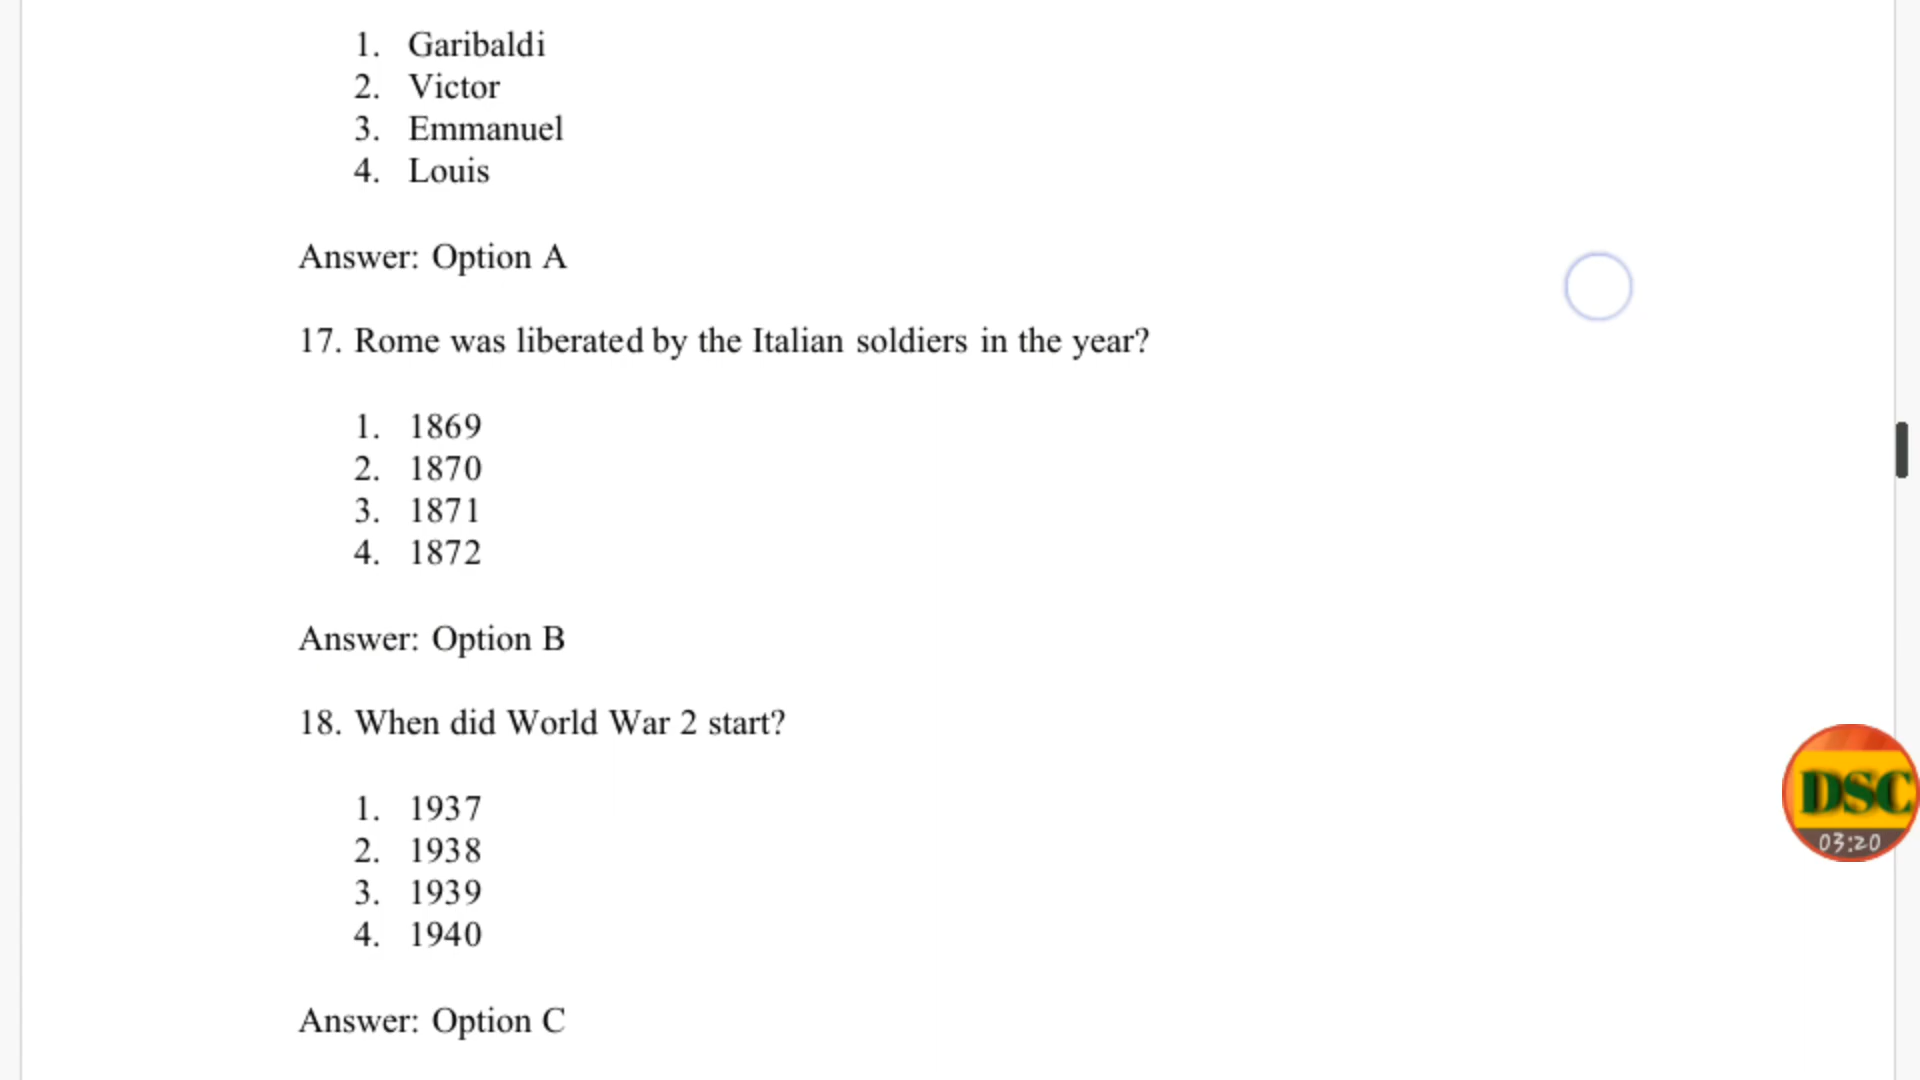 1. Garibaldi
2. Victor
3. Emmanuel
4. Louis
Answer: Option A
17. Rome was liberated by the Italian soldiers in the year?
1. 1869
2. 1870
3. 1871
4. 1872
Answer: Option B
18. When did World War 2 start?
1. 1937
2. 1938
3. 1939
4. 1940
Answer: Option C
DSC
03:20